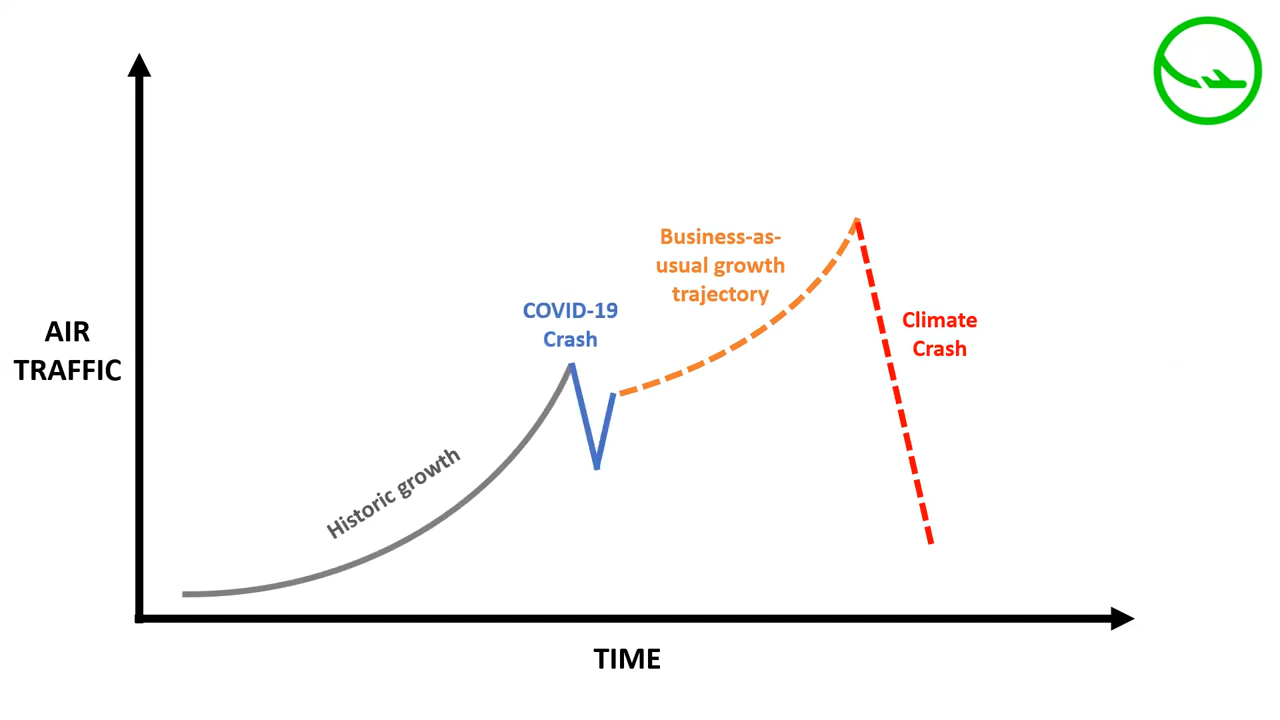 Business-as-
usual growth
trajectory
COVID-19
Crash
Climate
Crash
AIR
TRAFFIC
Historic growth
TIME